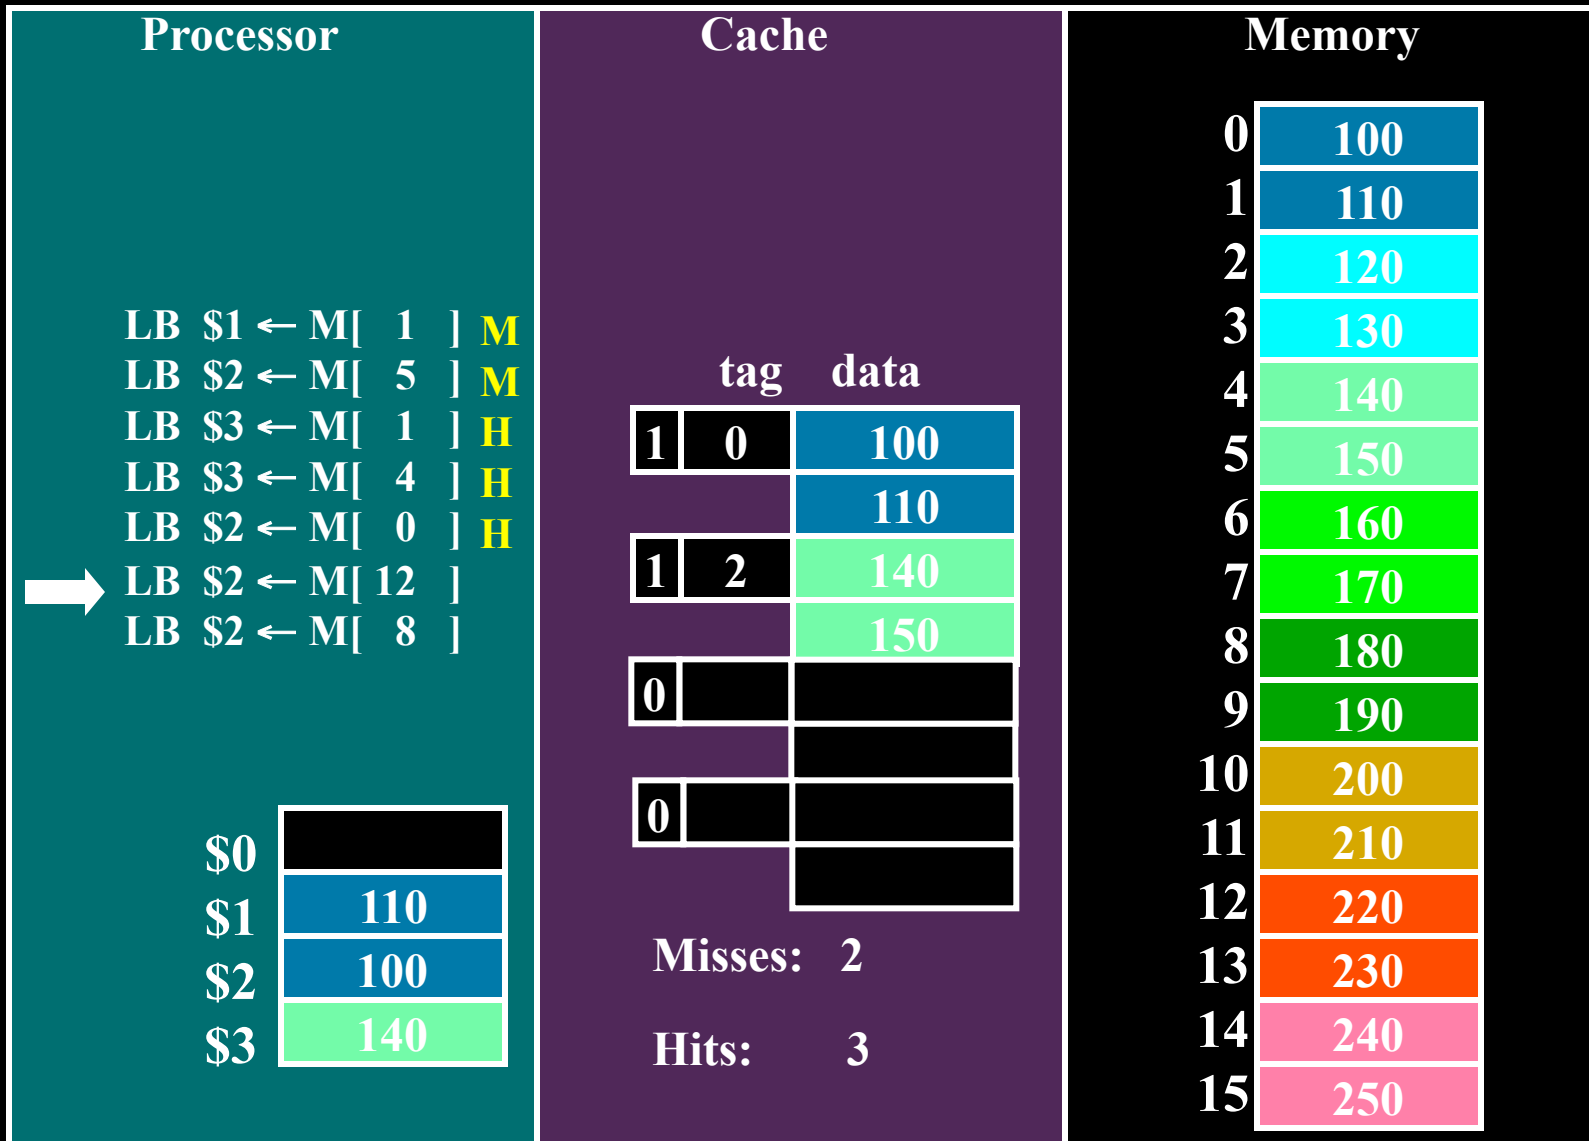 Processor
LB $1 ← M[ 1 ] M
LB $2 ← M[ 5 ] M
LB $3 ← M[ 1 ] H
LB $3 ← M[ 4 ] H
LB $2 ← M[ 0 ] H
LB $2 ← M[ 12 ]
LB $2 ← M[ 8 ]
$0
$1 110
$2 100
$3 140
Cache
tag data
1 0 100
110
1 2 140
150
0
0
Misses: 2
Hits: 3
Memory
0 100
1 110
2 120
3 130
4 140
5 150
6 160
7 170
8 180
9 190
10 200
11 210
12 220
13 230
14 240
15 250